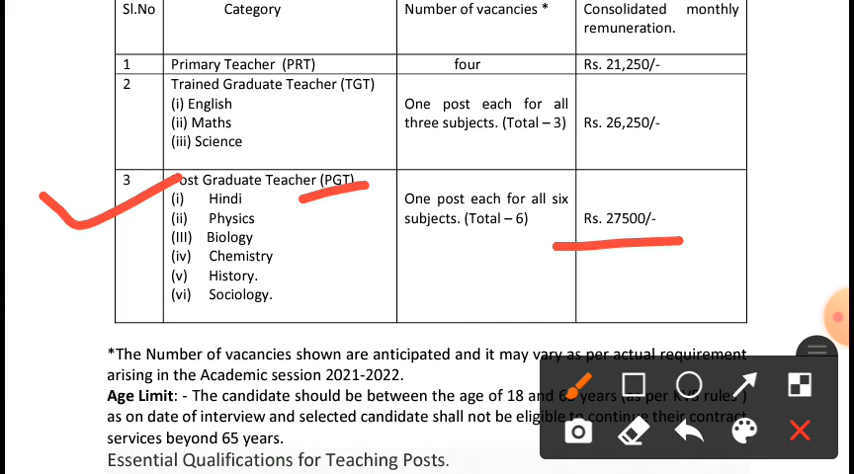 Sl.No Category Number of vacancies * Consolidated monthly
remuneration.
1 Primary Teacher (PRT) four Rs. 21,250/-
2 Trained Graduate Teacher (TGT)
(i) English One post each for all
(ii) Maths three subjects. (Total – 3) Rs. 26,250/-
(iii) Science
3 Post Graduate Teacher (PGT)
(i) Hindi One post each for all six
(ii) Physics subjects. (Total – 6) Rs. 27500/-
(III) Biology
(iv) Chemistry
(v) History.
(vi) Sociology.
*The Number of vacancies shown are anticipated and it may vary as per actual requirement
arising in the Academic session 2021-2022.
Age Limit: - The candidate should be between the age of 18 and years (as per KVS rules )
as on date of interview and selected candidate shall not be eligible to continue their contract
services beyond 65 years.
Essential Qualifications for Teaching Posts.